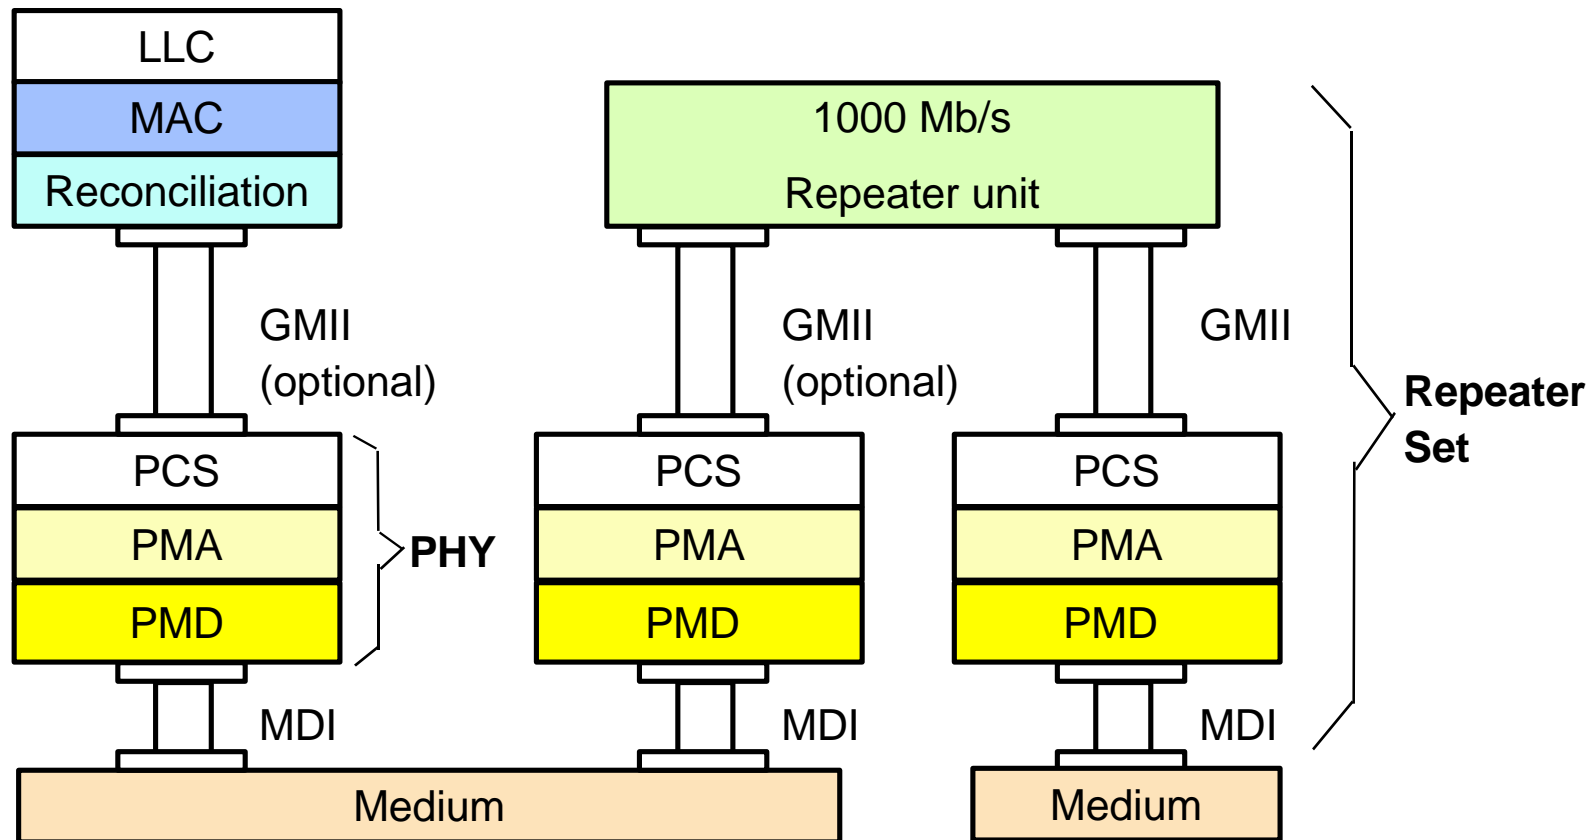 LLC
MAC
Reconciliation
1000 Mb/s
Repeater unit
GMII
(optional)
GMII
(optional)
GMII
Repeater
Set
PCS
PMA
PMD
PHY
PCS
PMA
PMD
PCS
PMA
PMD
MDI
MDI
MDI
Medium
Medium